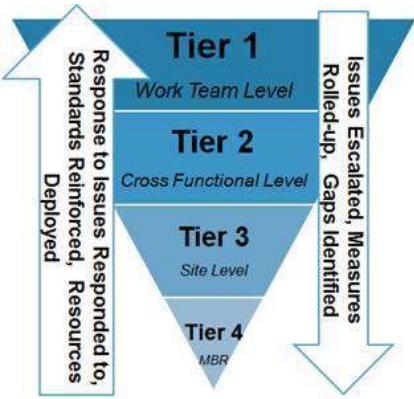 Tier 1
Work Team Level
Tier 2
Cross Functional Level
Tier 3
Site Level
Tier 4
MBR
Response to Issues Responded to,
Standards Reinforced, Resources
Deployed
Issues Escalated, Measures
Rolled-up, Gaps Identified